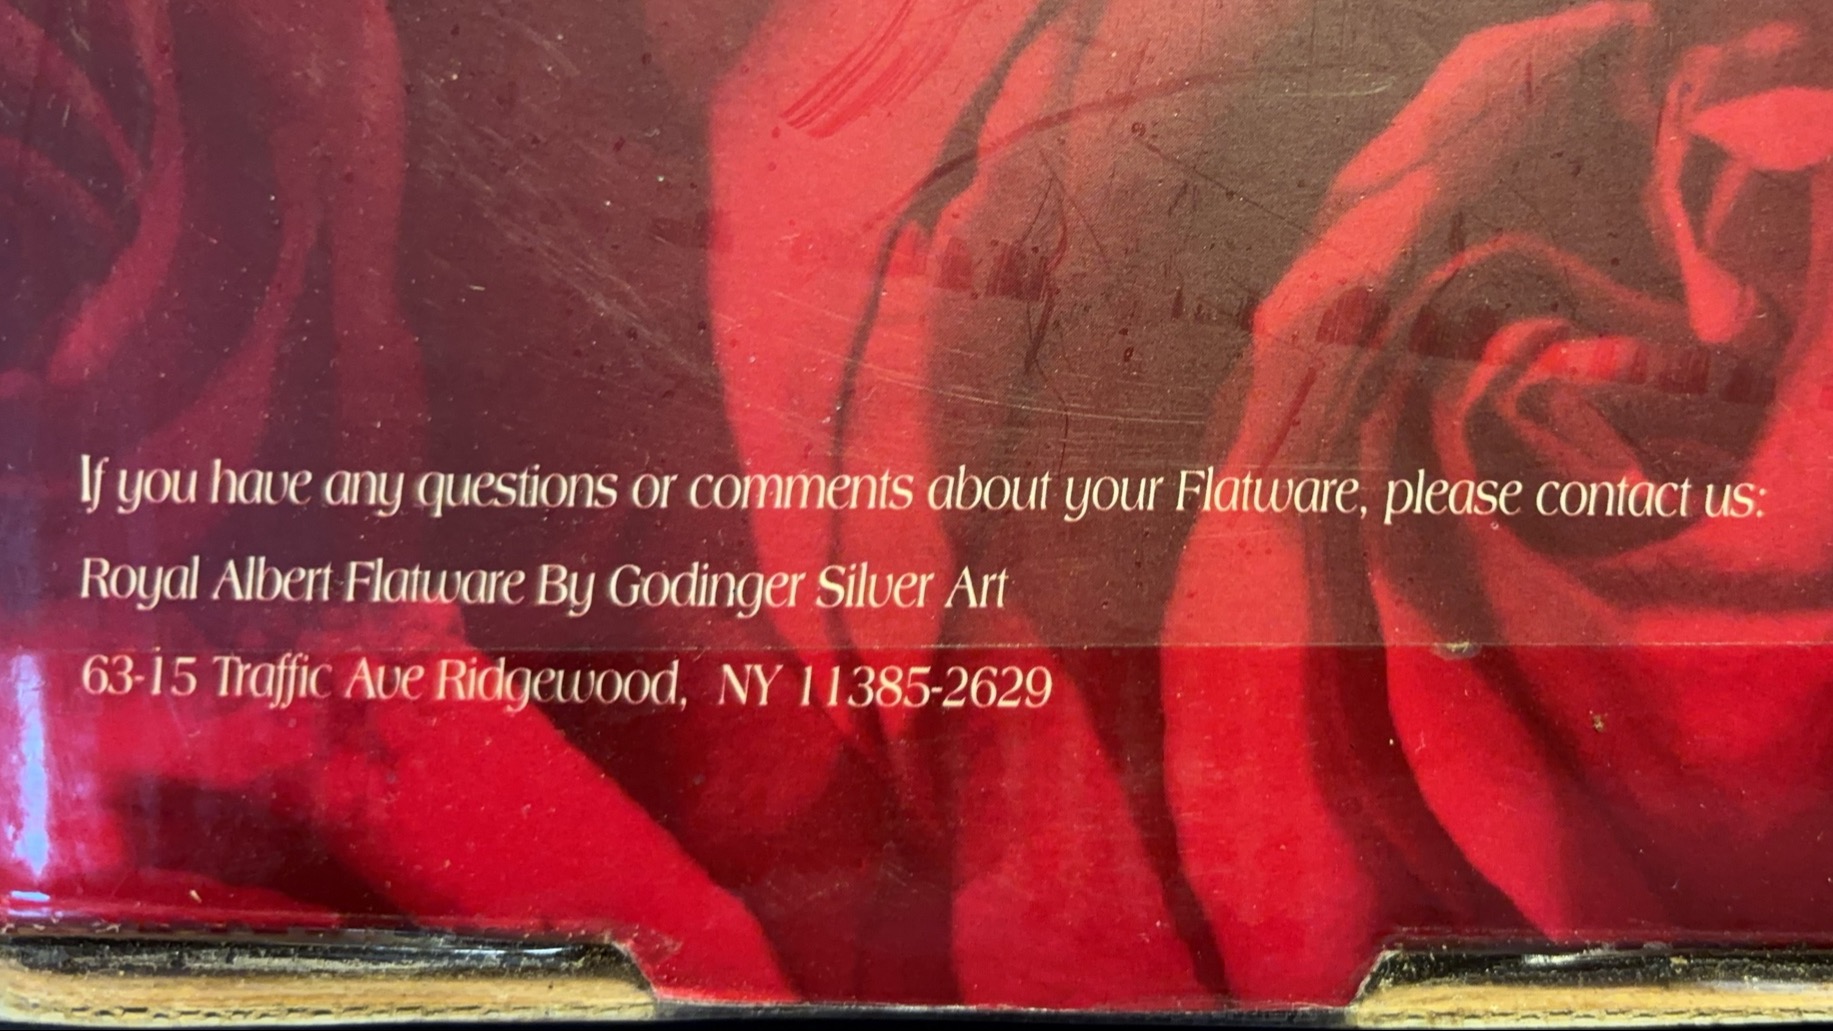 If you have any questions or comments about your Flatware, please contact us:
Royal Albert Flatware By Godinger Silver Art
63-15 Traffic Ave Ridgewood, NY 11385-2629